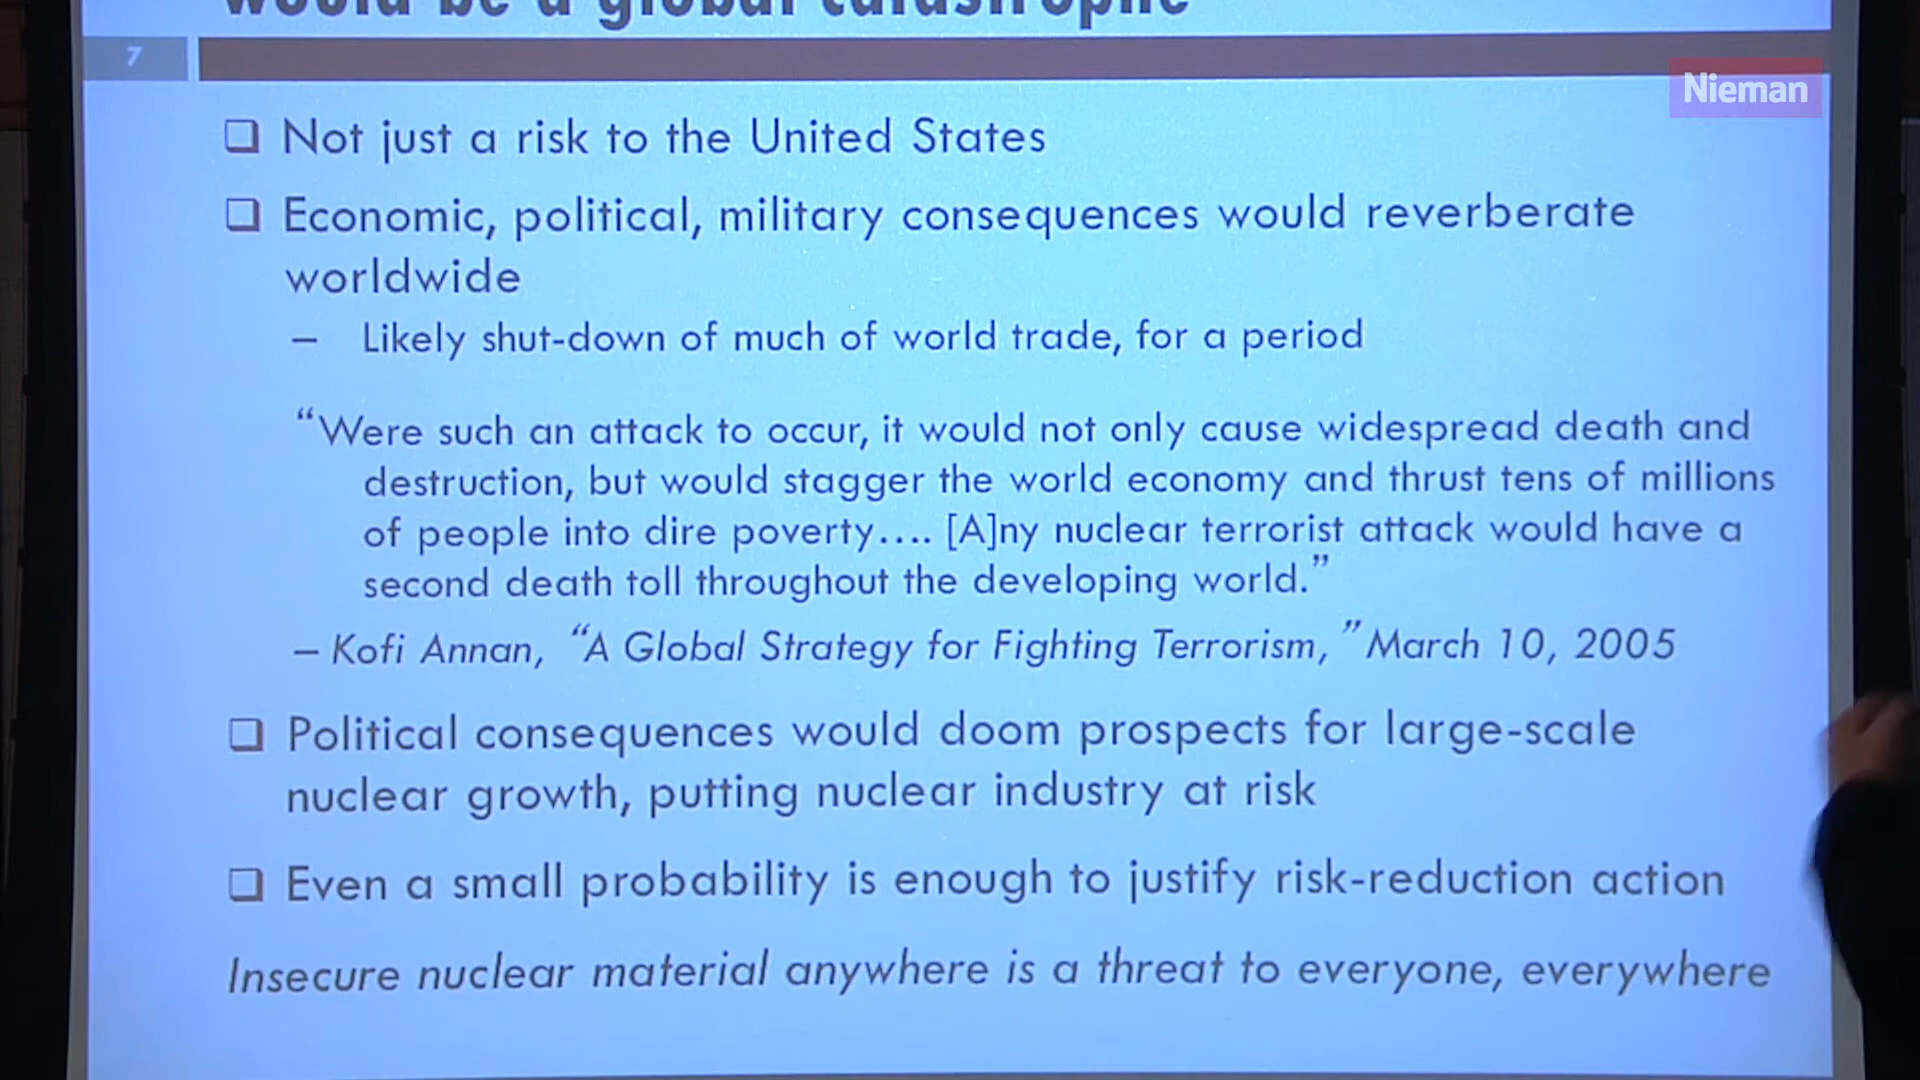 would be a global catastrophe
7
Nieman
❑ Not just a risk to the United States
❑ Economic, political, military consequences would reverberate
worldwide
– Likely shut-down of much of world trade, for a period
“Were such an attack to occur, it would not only cause widespread death and
destruction, but would stagger the world economy and thrust tens of millions
of people into dire poverty…. [A]ny nuclear terrorist attack would have a
second death toll throughout the developing world.”
– Kofi Annan, “A Global Strategy for Fighting Terrorism,” March 10, 2005
❑ Political consequences would doom prospects for large-scale
nuclear growth, putting nuclear industry at risk
❑ Even a small probability is enough to justify risk-reduction action
Insecure nuclear material anywhere is a threat to everyone, everywhere